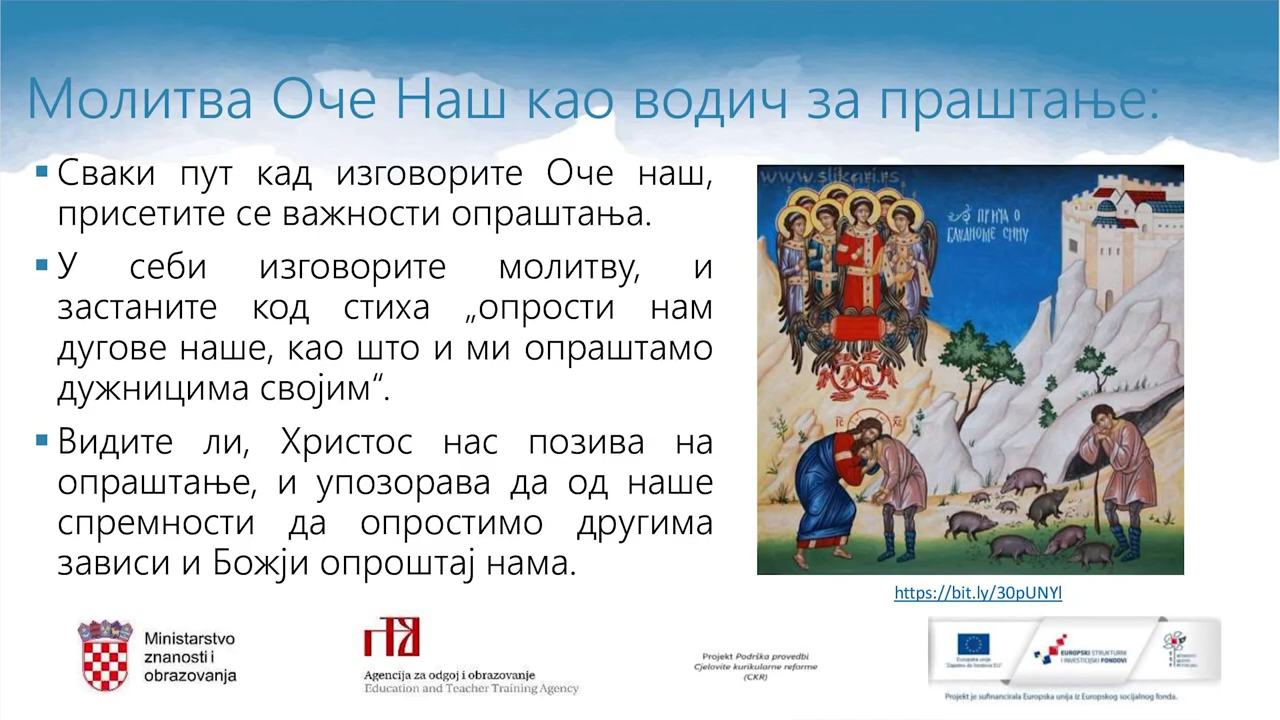 Молитва Оче Наш као водич за праштање:
Сваки пут кад изговорите Оче наш,
присетите се важности опраштања.
У себи изговорите молитву, и
застаните код стиха „опрости нам
дугове наше, као што и ми опраштамо
дужницима својим“.
Видите ли, Христос нас позива на
опраштање, и упозорава да од наше
спремности да опростимо другима
зависи и Божји опроштај нама.
www.slikari.rs
ПРИЧА О
БЛУДНОМЕ СИНУ
https://bit.ly/30pUNYl
Ministarstvo
znanosti i
obrazovanja
Agencija za odgoj i obrazovanje
Education and Teacher Training Agency
Projekt Podrška provedbi
Cjelovite kurikularne reforme
(CKR)
Europska unija
"Zajedno do fondova EU"
EUROPSKI STRUKTURNI
I INVESTICIJSKI FONDOVI
Projekt je sufinancirala Europska unija iz Europskog socijalnog fonda.